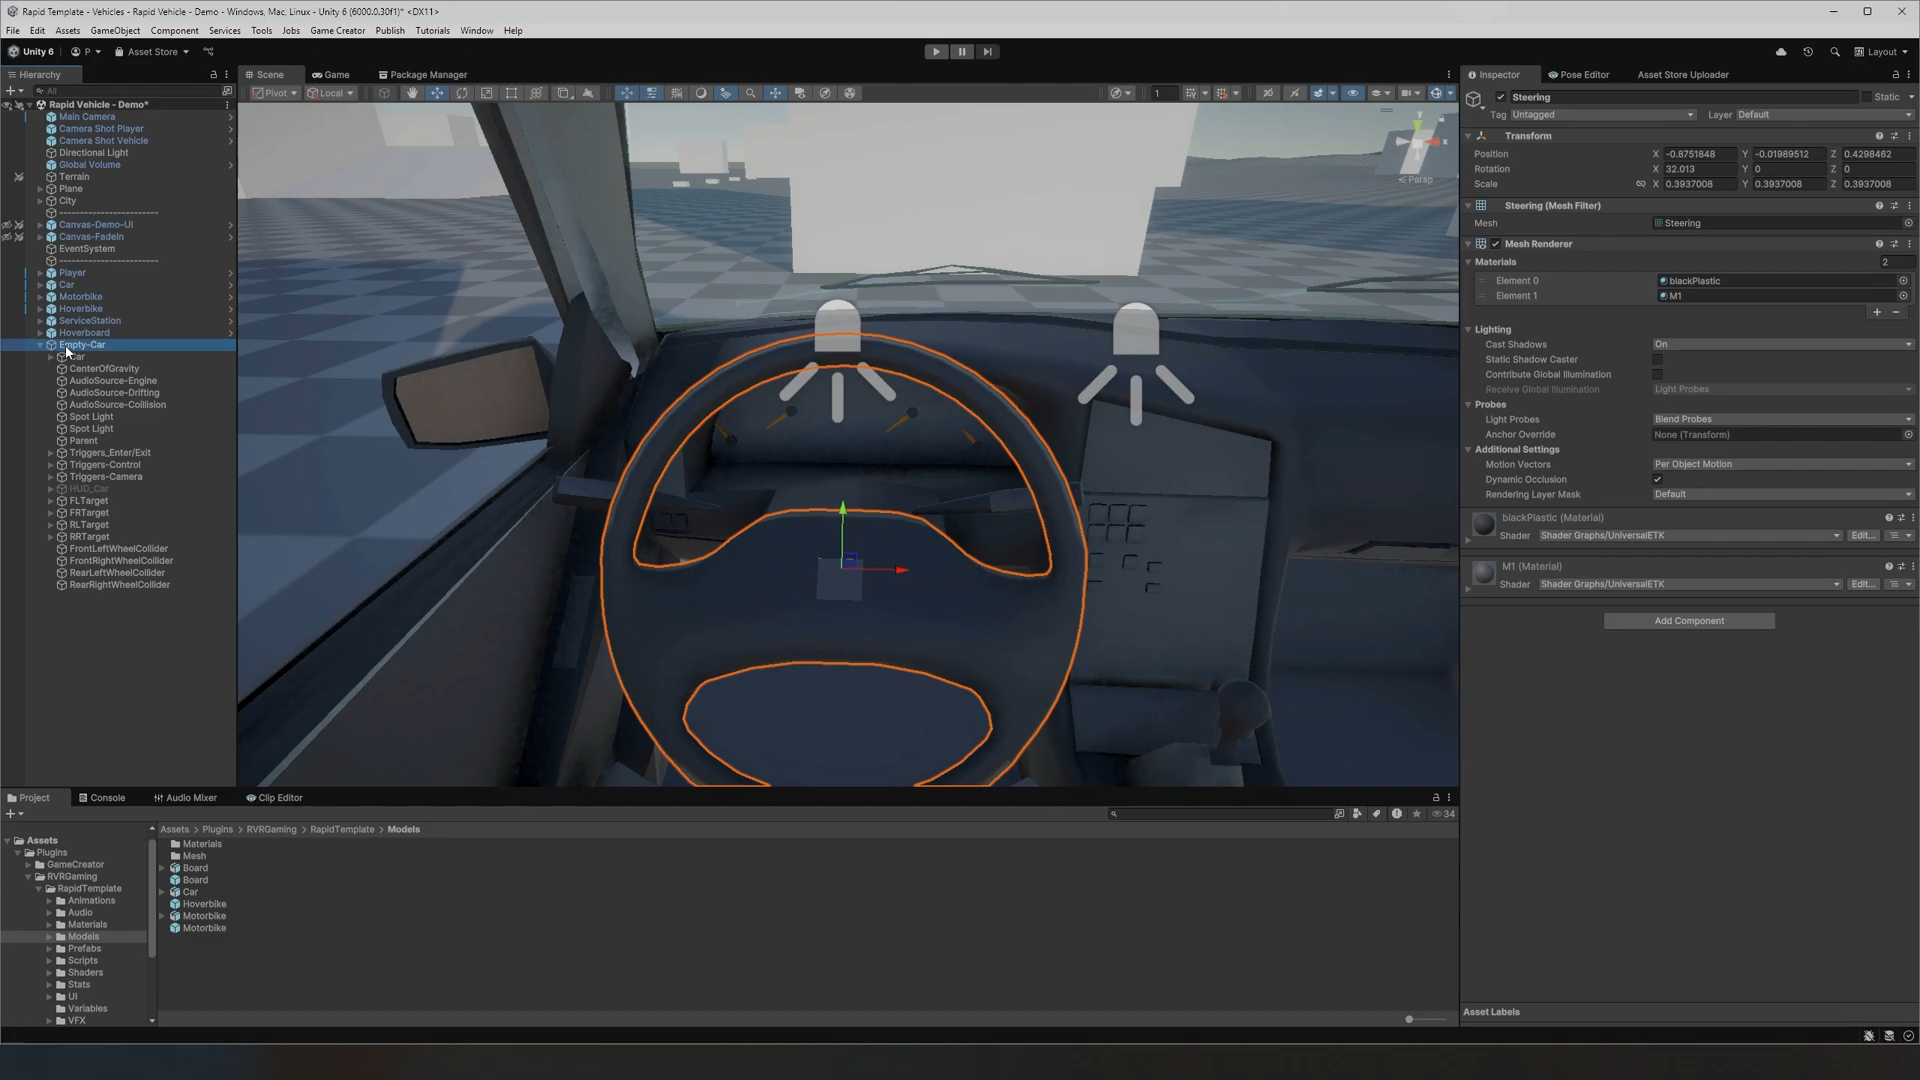 Rapid Template - Vehicles - Rapid Vehicle - Demo - Windows, Mac, Linux - Unity 6 (6000.0.30f1)* <DX11>
File Edit Assets GameObject Component Services Tools Jobs Game Creator Publish Tutorials Window Help
Unity 6 P Asset Store Layout
Hierarchy
All
Rapid Vehicle - Demo*
Main Camera
Camera Shot Player
Camera Shot Vehicle
Directional Light
Global Volume
Terrain
Plane
City
------------------------
Canvas-Demo-UI
Canvas-FadeIn
EventSystem
------------------------
Player
Car
Motorbike
Hoverbike
ServiceStation
Hoverboard
Empty-Car
Car
CenterOfGravity
AudioSource-Engine
AudioSource-Drifting
AudioSource-Collision
Spot Light
Spot Light
Parent
Triggers_Enter/Exit
Triggers-Control
Triggers-Camera
HUD_Car
FLTarget
FRTarget
RLTarget
RRTarget
FrontLeftWheelCollider
FrontRightWheelCollider
RearLeftWheelCollider
RearRightWheelCollider
Scene Game Package Manager
Pivot Local 1 2D
y
x
< Persp
Inspector Pose Editor Asset Store Uploader
Steering Static
Tag Untagged Layer Default
Transform
Position X -0.8751848 Y -0.01989512 Z 0.4298462
Rotation X 32.013 Y 0 Z 0
Scale X 0.3937008 Y 0.3937008 Z 0.3937008
Steering (Mesh Filter)
Mesh Steering
Mesh Renderer
Materials 2
Element 0 blackPlastic
Element 1 M1
Lighting
Cast Shadows On
Static Shadow Caster
Contribute Global Illumination
Receive Global Illumination Light Probes
Probes
Light Probes Blend Probes
Anchor Override None (Transform)
Additional Settings
Motion Vectors Per Object Motion
Dynamic Occlusion
Rendering Layer Mask Default
blackPlastic (Material)
Shader Shader Graphs/UniversalETK Edit...
M1 (Material)
Shader Shader Graphs/UniversalETK Edit...
Add Component
Asset Labels
Project Console Audio Mixer Clip Editor
34
Assets
Plugins
GameCreator
RVRGaming
RapidTemplate
Animations
Audio
Materials
Models
Prefabs
Scripts
Shaders
Stats
UI
Variables
VFX
Assets > Plugins > RVRGaming > RapidTemplate > Models
Materials
Mesh
Board
Board
Car
Hoverbike
Motorbike
Motorbike